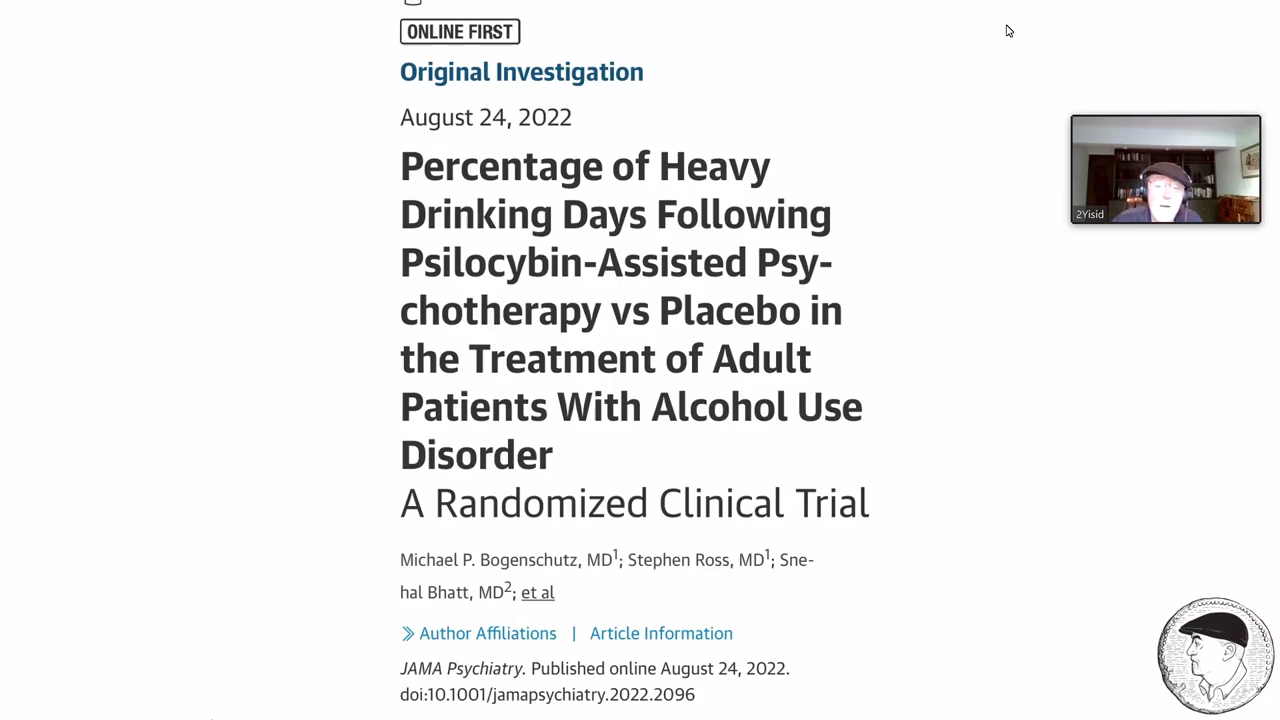 ONLINE FIRST
Original Investigation
August 24, 2022
Percentage of Heavy
Drinking Days Following
Psilocybin-Assisted Psy-
chotherapy vs Placebo in
the Treatment of Adult
Patients With Alcohol Use
Disorder
A Randomized Clinical Trial
Michael P. Bogenschutz, MD1; Stephen Ross, MD1; Sne-
hal Bhatt, MD2; et al
Author Affiliations | Article Information
JAMA Psychiatry. Published online August 24, 2022.
doi:10.1001/jamapsychiatry.2022.2096
2Yisid